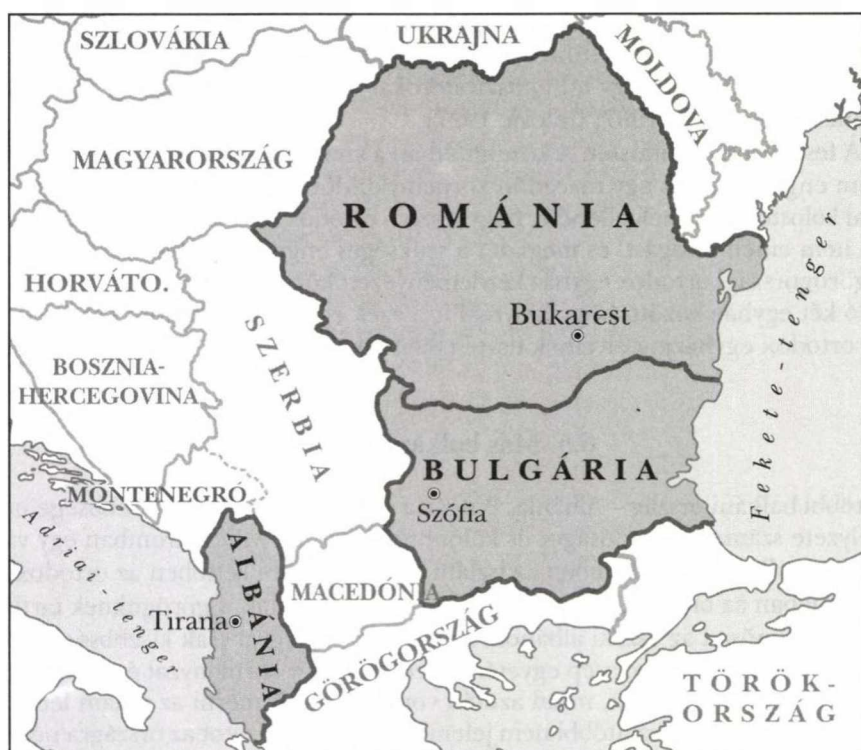 SZLOVÁKIA
UKRAJNA
MOLDOVA
MAGYARORSZÁG
ROMÁNIA
HORVÁTO.
Bukarest
Fekete-tenger
BOSZNIA-
HERCEGOVINA
SZERBIA
BULGÁRIA
Szófia
MONTENEGRÓ
Adriai-tenger
ALBÁNIA
Tirana
MACEDÓNIA
GÖRÖGORSZÁG
TÖRÖK-
ORSZÁG